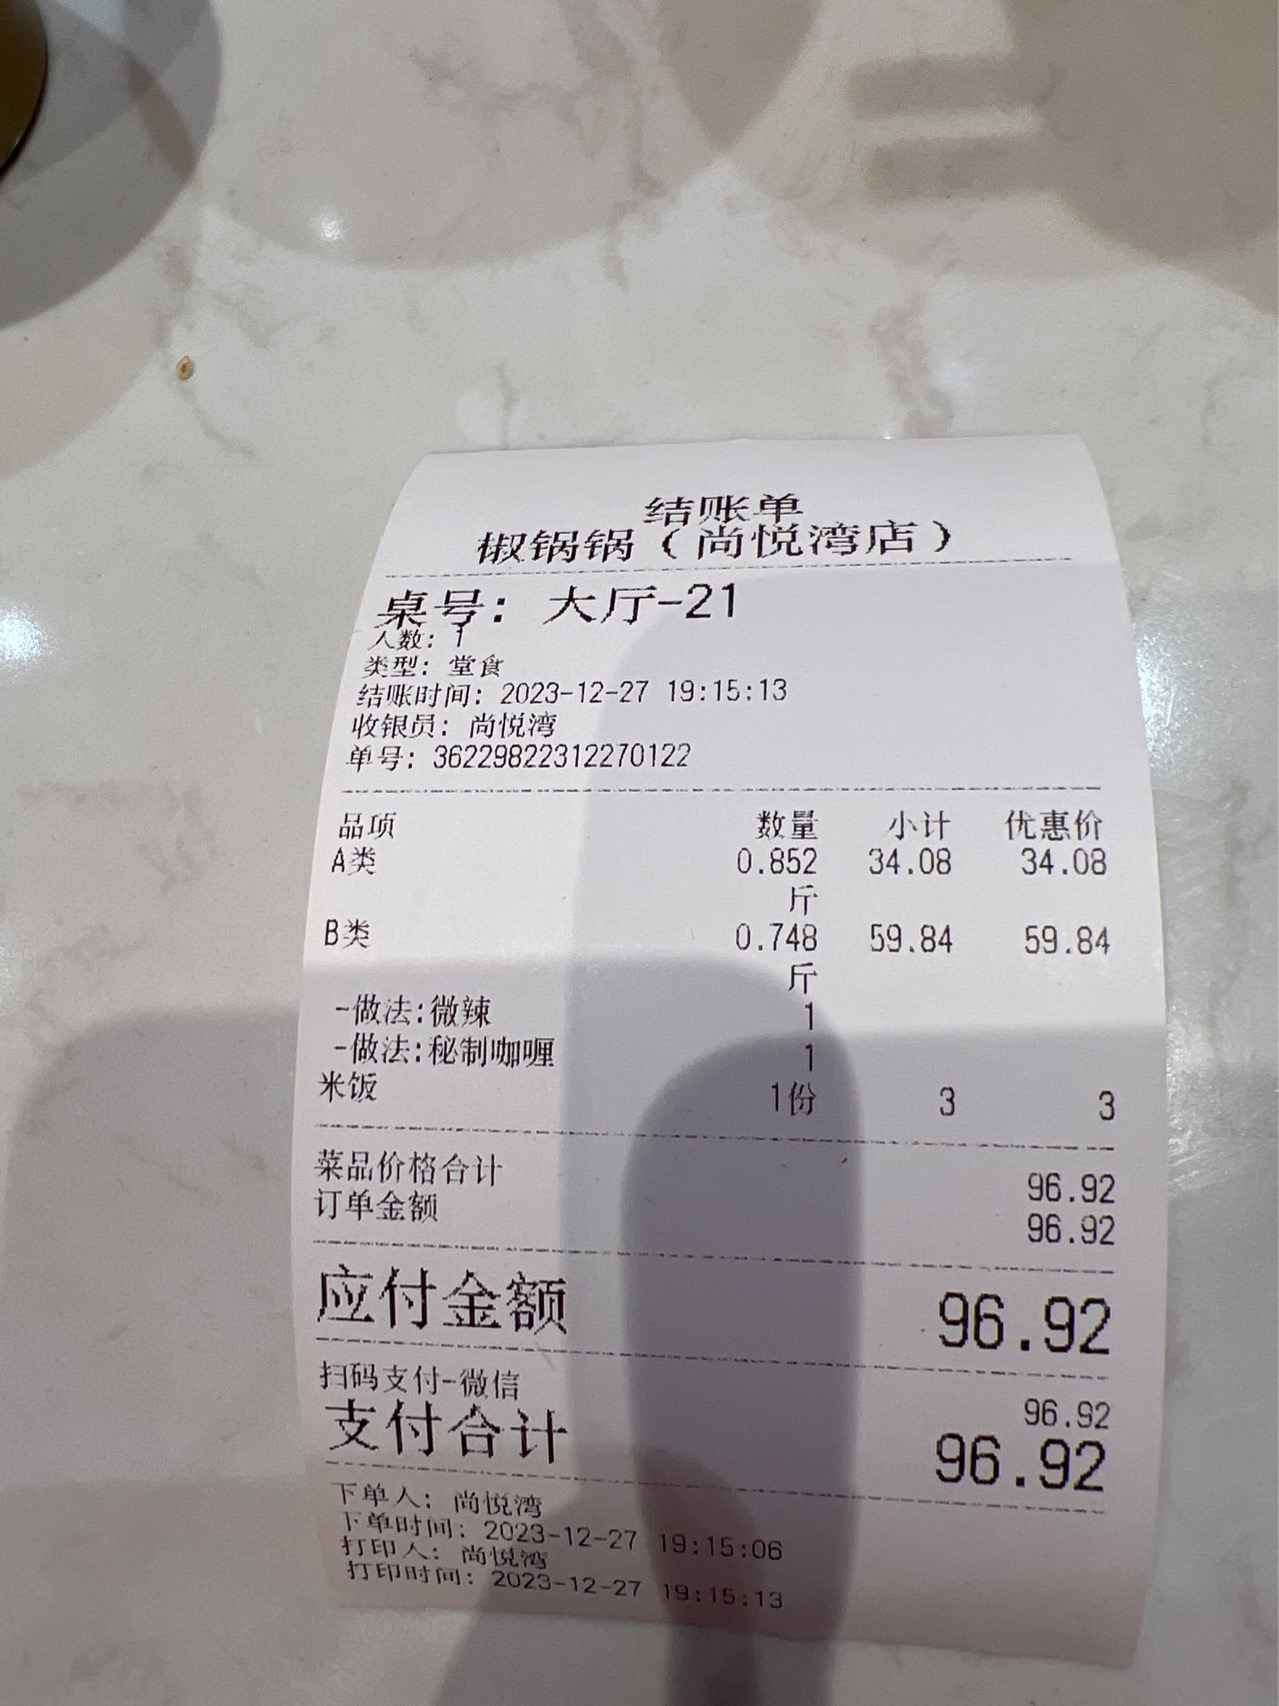 结账单
椒锅锅（尚悦湾店）
桌号: 大厅-21
人数: 1
类型: 堂食
结账时间: 2023-12-27 19:15:13
收银员: 尚悦湾
单号: 36229822312270122
品项 数量 小计 优惠价
A类 0.852 34.08 34.08
斤
B类 0.748 59.84 59.84
斤
-做法:微辣 1
-做法:秘制咖喱 1
米饭 1份 3 3
菜品价格合计 96.92
订单金额 96.92
应付金额 96.92
扫码支付-微信 96.92
支付合计 96.92
下单人: 尚悦湾
下单时间: 2023-12-27 19:15:06
打印人: 尚悦湾
打印时间: 2023-12-27 19:15:13